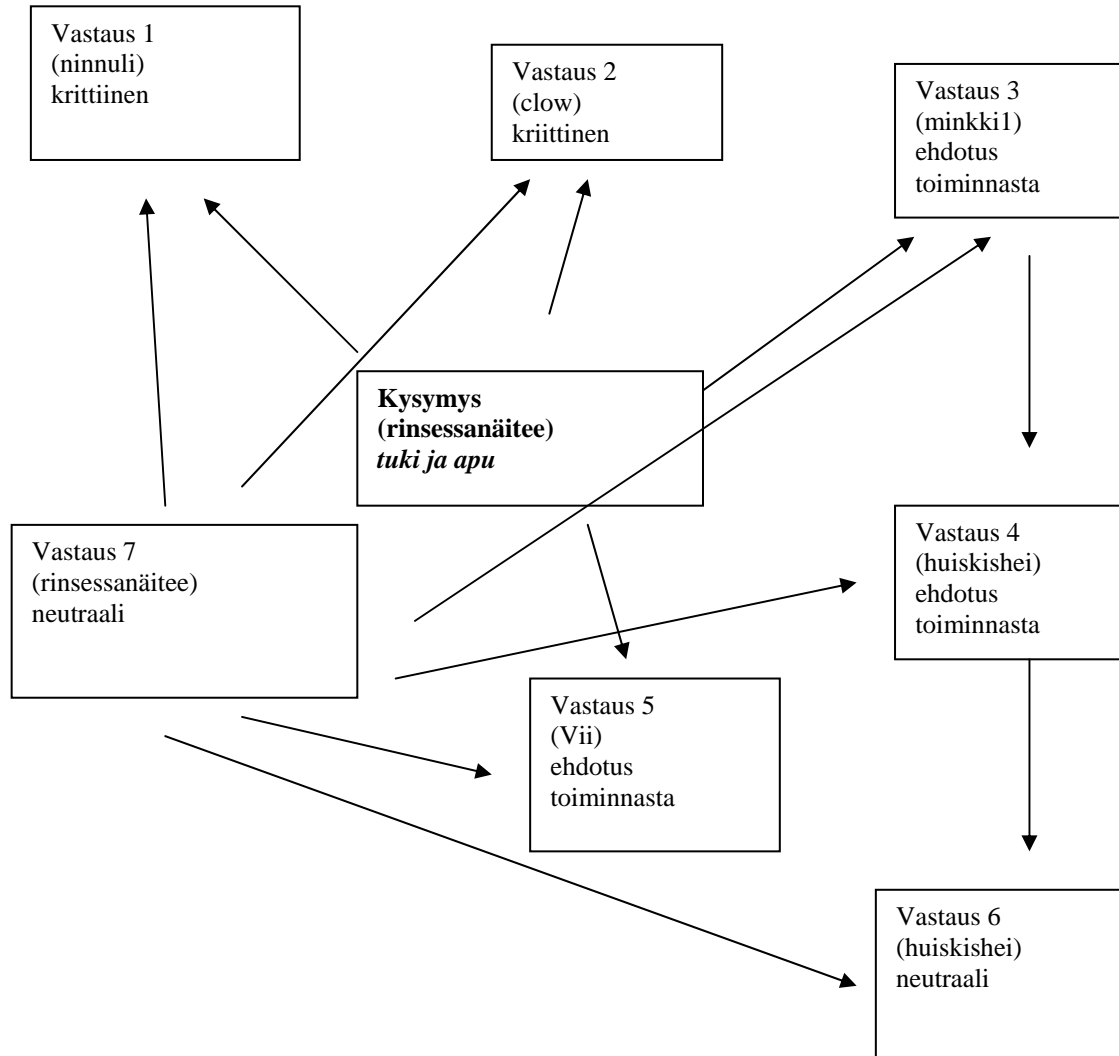 Vastaus 1
(ninnuli)
krittiinen
Vastaus 2
(clow)
kriittinen
Vastaus 3
(minkki1)
ehdotus
toiminnasta
Kysymys
(rinsessanäitee)
tuki ja apu
Vastaus 7
(rinsessanäitee)
neutraali
Vastaus 4
(huiskishei)
ehdotus
toiminnasta
Vastaus 5
(Vii)
ehdotus
toiminnasta
Vastaus 6
(huiskishei)
neutraali